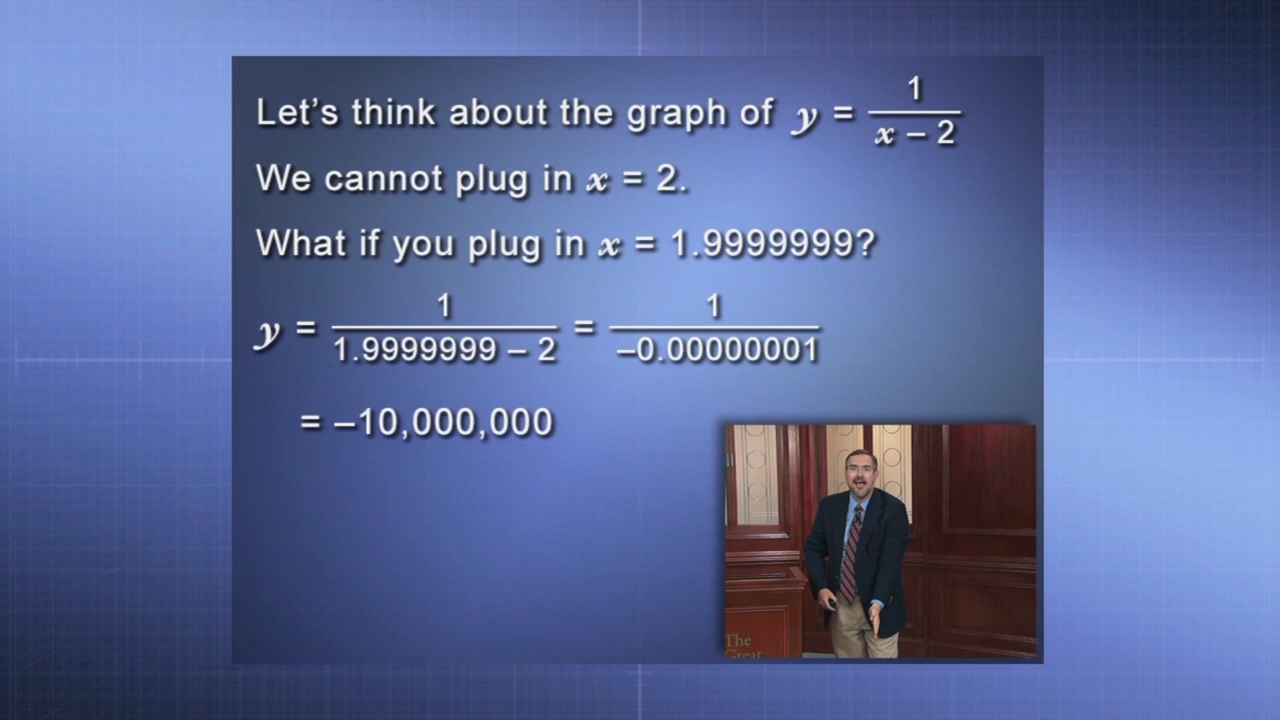 Let's think about the graph of y = 1/(x – 2)
We cannot plug in x = 2.
What if you plug in x = 1.9999999?
y = 1/(1.9999999 – 2) = 1/(–0.00000001)
= –10,000,000
The
Great